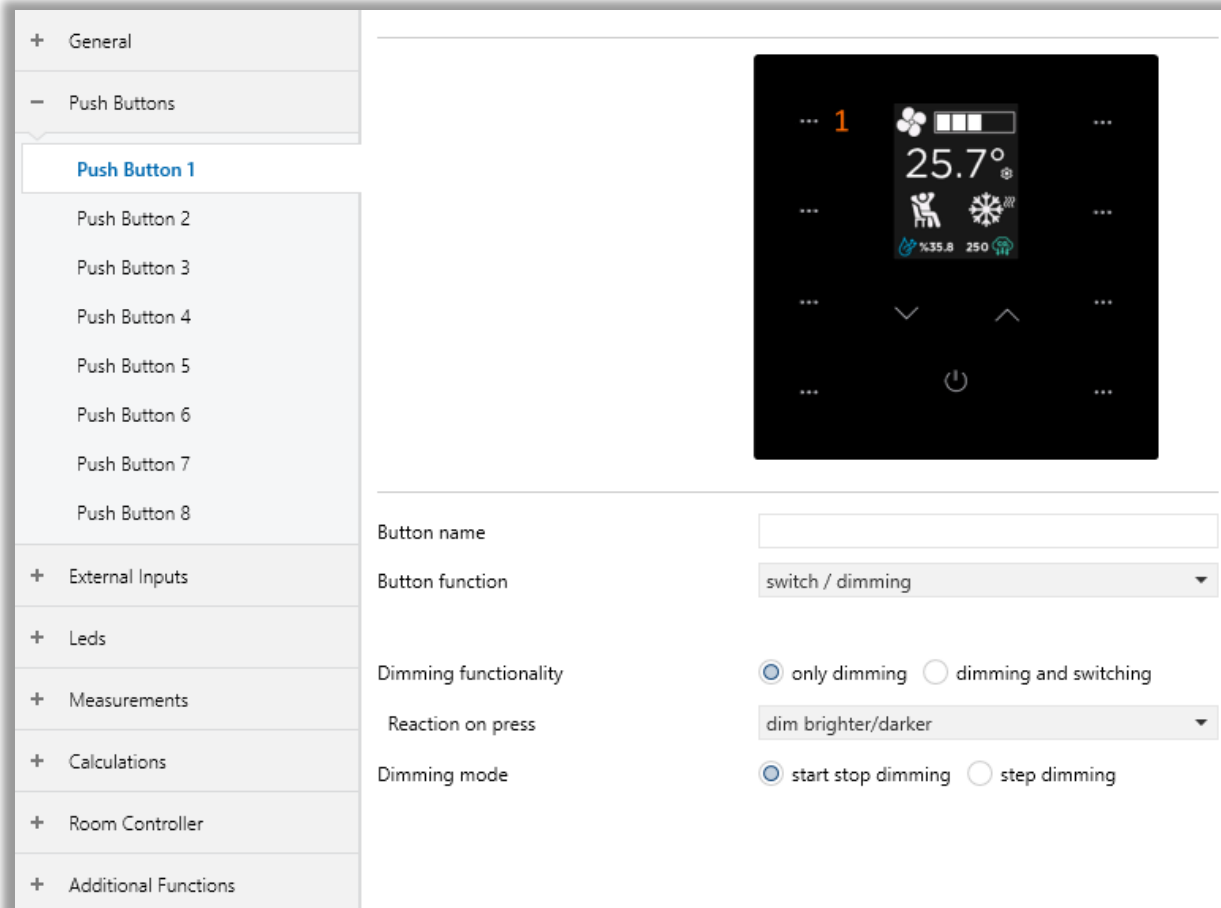 General
Push Buttons
Push Button 1
Push Button 2
Push Button 3
Push Button 4
Push Button 5
Push Button 6
Push Button 7
Push Button 8
External Inputs
Leds
Measurements
Calculations
Room Controller
Additional Functions
1
25.7°
%35.8 250
Button name
Button function switch / dimming
Dimming functionality only dimming dimming and switching
Reaction on press dim brighter/darker
Dimming mode start stop dimming step dimming